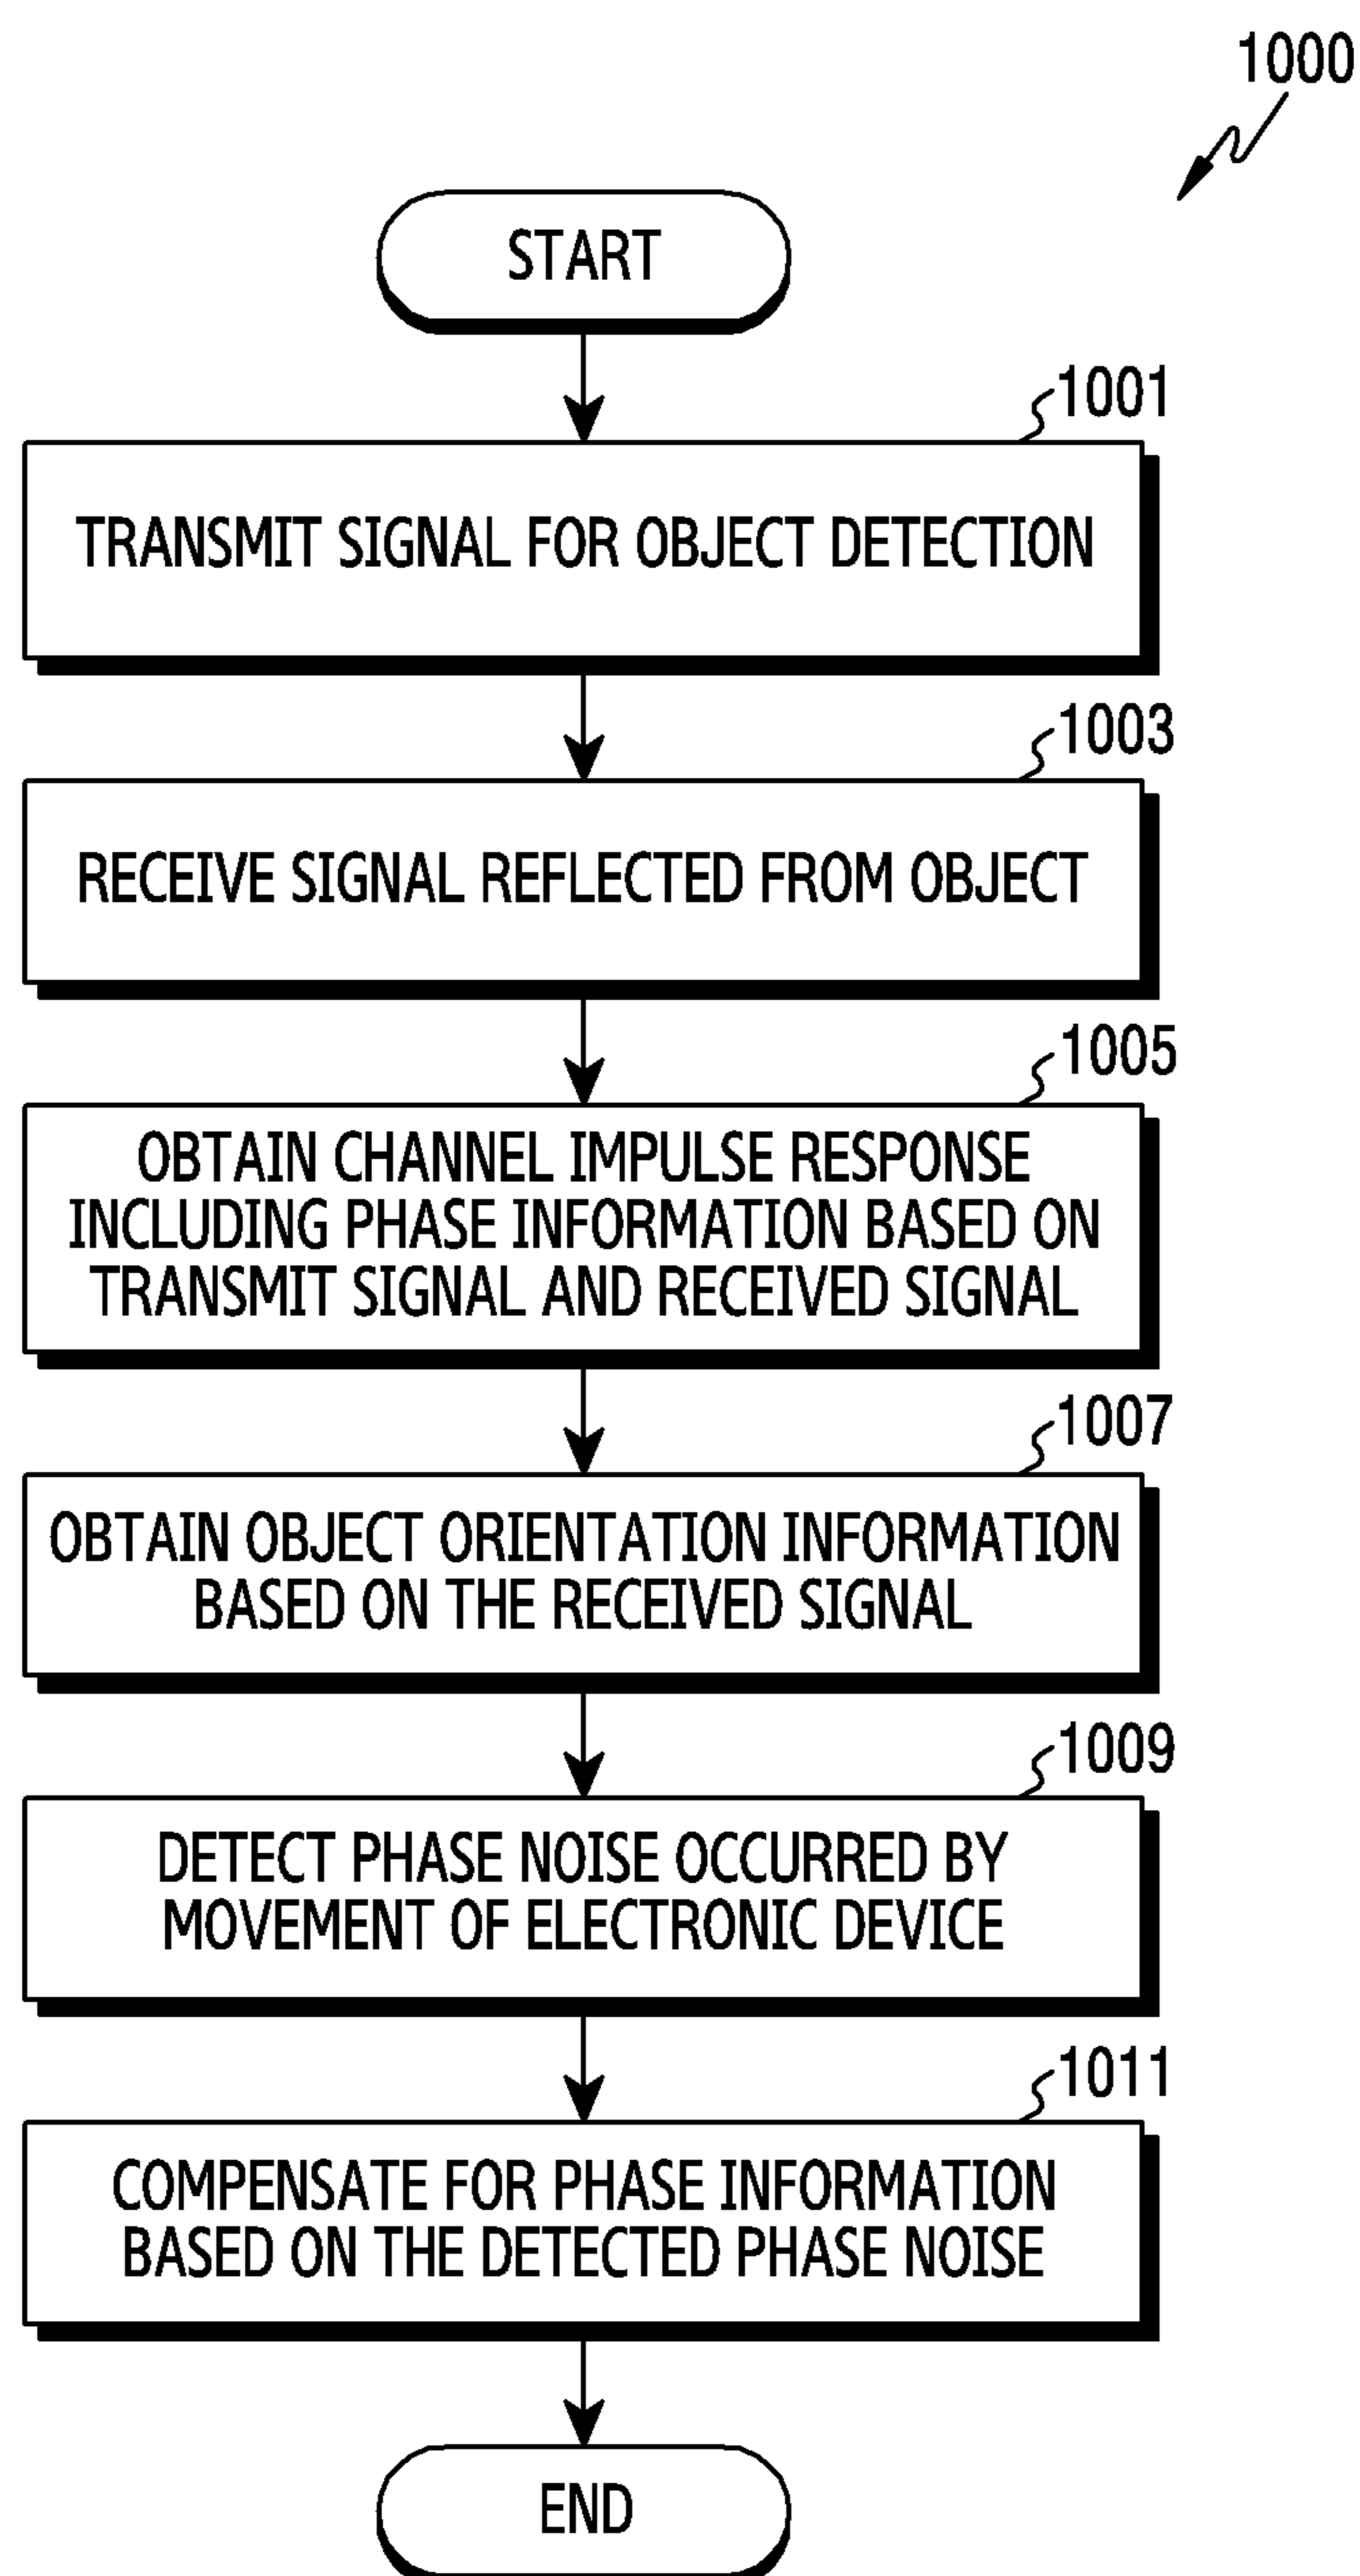 1000
START
1001
TRANSMIT SIGNAL FOR OBJECT DETECTION
1003
RECEIVE SIGNAL REFLECTED FROM OBJECT
1005
OBTAIN CHANNEL IMPULSE RESPONSE
INCLUDING PHASE INFORMATION BASED ON
TRANSMIT SIGNAL AND RECEIVED SIGNAL
1007
OBTAIN OBJECT ORIENTATION INFORMATION
BASED ON THE RECEIVED SIGNAL
1009
DETECT PHASE NOISE OCCURRED BY
MOVEMENT OF ELECTRONIC DEVICE
1011
COMPENSATE FOR PHASE INFORMATION
BASED ON THE DETECTED PHASE NOISE
END